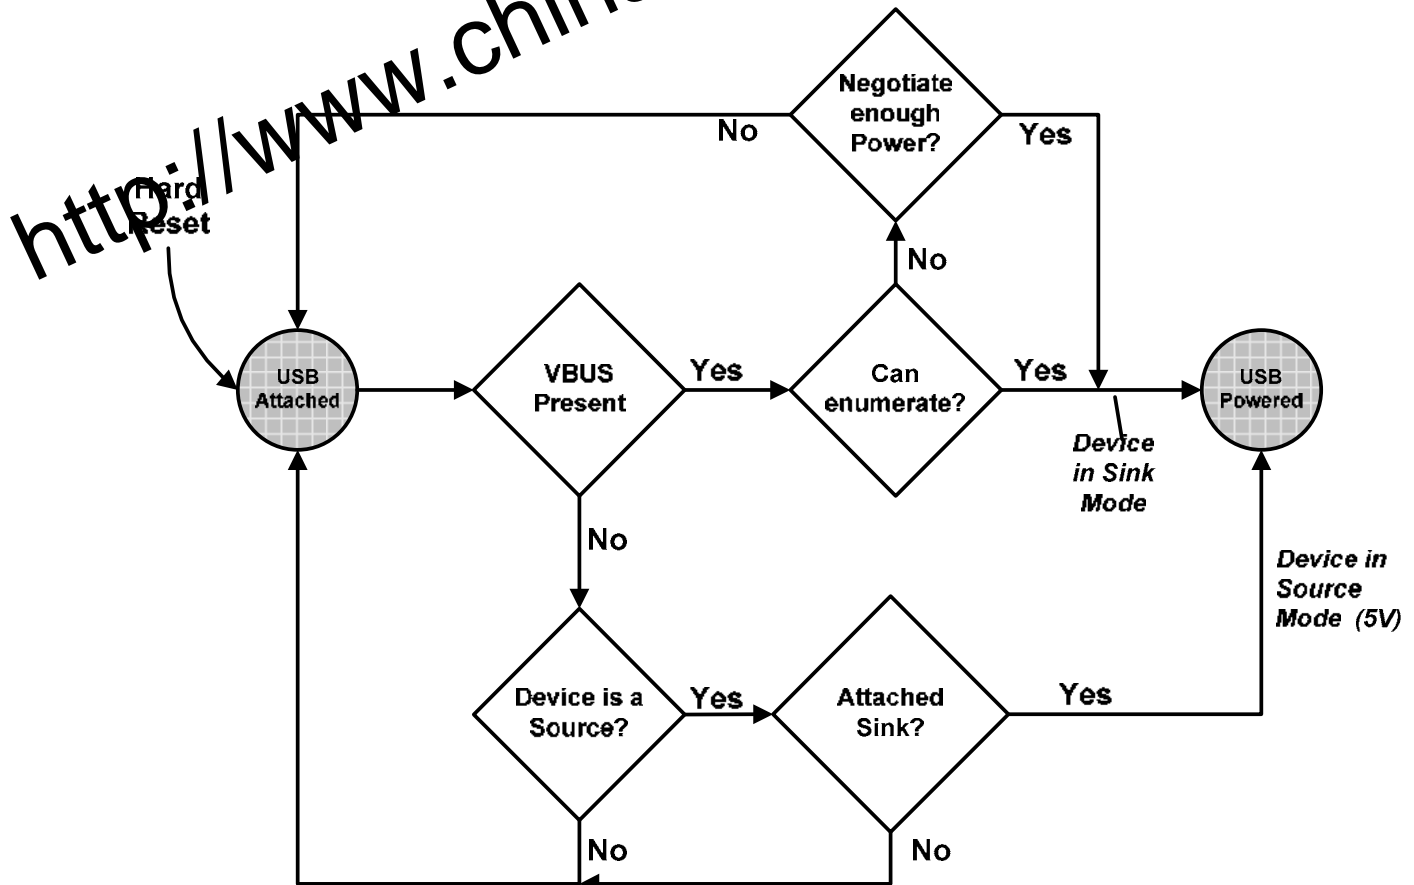 http://www.chin
Negotiate
enough
Power?
No
Yes
Hard
Reset
No
USB
Attached
VBUS
Present
Yes
Can
enumerate?
Yes
USB
Powered
Device
in Sink
Mode
No
Device in
Source
Mode (5V)
Device is a
Source?
Yes
Attached
Sink?
Yes
No
No